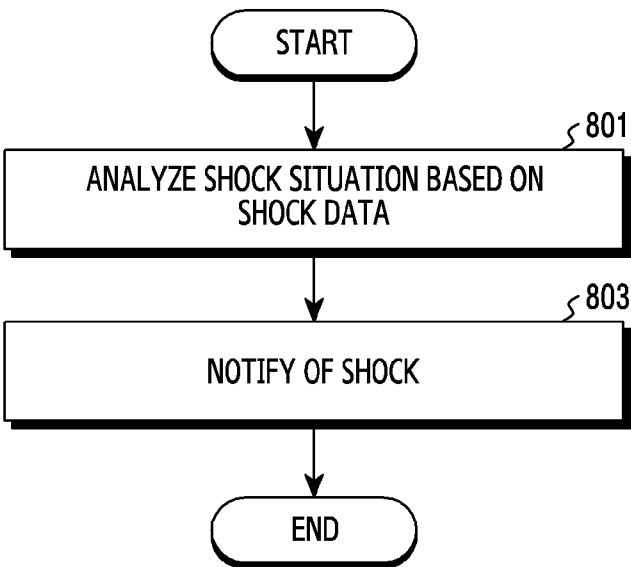 START
801
ANALYZE SHOCK SITUATION BASED ON
SHOCK DATA
803
NOTIFY OF SHOCK
END